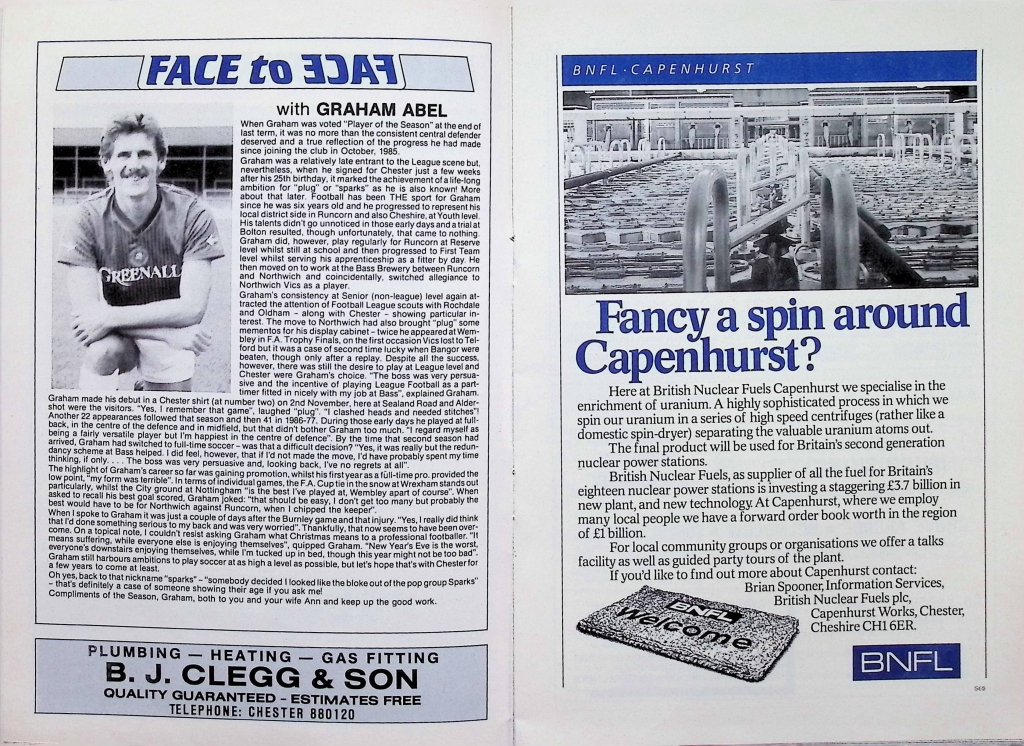 FACE to FACE
with GRAHAM ABEL
When Graham was voted "Player of the Season" at the end of
last term, it was no more than the consistent central defender
deserved and a true reflection of the progress he had made
since joining the club in October, 1985.
Graham was a relatively late entrant to the League scene but,
nevertheless, when he signed for Chester just a few weeks
after his 25th birthday, it marked the achievement of a life-long
ambition for "plug" or "sparks" as he is also known! More
about that later. Football has been THE sport for Graham
since he was six years old and he progressed to represent his
local district side in Runcorn and also Cheshire, at Youth level.
His talents didn't go unnoticed in those early days and a trial at
Bolton resulted, though unfortunately, that came to nothing.
Graham did, however, play regularly for Runcorn at Reserve
level whilst still at school and then progressed to First Team
level whilst serving his apprenticeship as a fitter by day. He
then moved on to work at the Bass Brewery between Runcorn
and Northwich and coincidentally, switched allegiance to
Northwich Vics as a player.
Graham's consistency at Senior (non-league) level again at-
tracted the attention of Football League scouts with Rochdale
and Oldham – along with Chester – showing particular in-
terest. The move to Northwich had also brought "plug" some
mementos for his display cabinet – twice he appeared at Wem-
bley in F.A. Trophy Finals, on the first occasion Vics lost to Tel-
ford but it was a case of second time lucky when Bangor were
beaten, though only after a replay. Despite all the success,
however, there was still the desire to play at League level and
Chester were Graham's choice. "The boss was very persua-
sive and the incentive of playing League Football as a part-
timer fitted in nicely with my job at Bass", explained Graham.
Graham made his debut in a Chester shirt (at number two) on 2nd November, here at Sealand Road and Alder-
shot were the visitors. "Yes, I remember that game", laughed "plug". "I clashed heads and needed stitches"!
Another 22 appearances followed that season and then 41 in 1986-87. During those early days he played at full-
back, in the centre of the defence and in midfield, but that didn't bother Graham too much. "I regard myself as
being a fairly versatile player but I'm happiest in the centre of defence". By the time that second season had
arrived, Graham had switched to full-time soccer – was that a difficult decision? "Yes, it was really but the redun-
dancy scheme at Bass helped. I did feel, however, that if I'd not made the move, I'd have probably spent my time
thinking, if only. . . . The boss was very persuasive and, looking back, I've no regrets at all".
The highlight of Graham's career so far was gaining promotion, whilst his first year as a full-time pro. provided the
low point, "my form was terrible". In terms of individual games, the F.A. Cup tie in the snow at Wrexham stands out
particularly, whilst the City ground at Nottingham "is the best I've played at, Wembley apart of course". When
asked to recall his best goal scored, Graham joked: "that should be easy, I don't get too many but probably the
best would have to be for Northwich against Runcorn, when I chipped the keeper".
When I spoke to Graham it was just a couple of days after the Burnley game and that injury. "Yes, I really did think
that I'd done something serious to my back and was very worried". Thankfully, that now seems to have been over-
come. On a topical note, I couldn't resist asking Graham what Christmas means to a professional footballer. "It
means suffering, while everyone else is enjoying themselves", quipped Graham. "New Year's Eve is the worst,
everyone's downstairs enjoying themselves, while I'm tucked up in bed, though this year might not be too bad".
Graham still harbours ambitions to play soccer at as high a level as possible, but let's hope that's with Chester for
a few years to come at least.
Oh yes, back to that nickname "sparks" – "somebody decided I looked like the bloke out of the pop group Sparks"
– that's definitely a case of someone showing their age if you ask me!
Compliments of the Season, Graham, both to you and your wife Ann and keep up the good work.
GREENALL
PLUMBING — HEATING — GAS FITTING
B. J. CLEGG & SON
QUALITY GUARANTEED – ESTIMATES FREE
TELEPHONE: CHESTER 880120
BNFL · CAPENHURST
Fancy a spin around
Capenhurst?
Here at British Nuclear Fuels Capenhurst we specialise in the
enrichment of uranium. A highly sophisticated process in which we
spin our uranium in a series of high speed centrifuges (rather like a
domestic spin-dryer) separating the valuable uranium atoms out.
The final product will be used for Britain's second generation
nuclear power stations.
British Nuclear Fuels, as supplier of all the fuel for Britain's
eighteen nuclear power stations is investing a staggering £3.7 billion in
new plant, and new technology. At Capenhurst, where we employ
many local people we have a forward order book worth in the region
of £1 billion.
For local community groups or organisations we offer a talks
facility as well as guided party tours of the plant.
If you'd like to find out more about Capenhurst contact:
Brian Spooner, Information Services,
British Nuclear Fuels plc,
Capenhurst Works, Chester,
Cheshire CH1 6ER.
BNFL
Welcome
BNFL